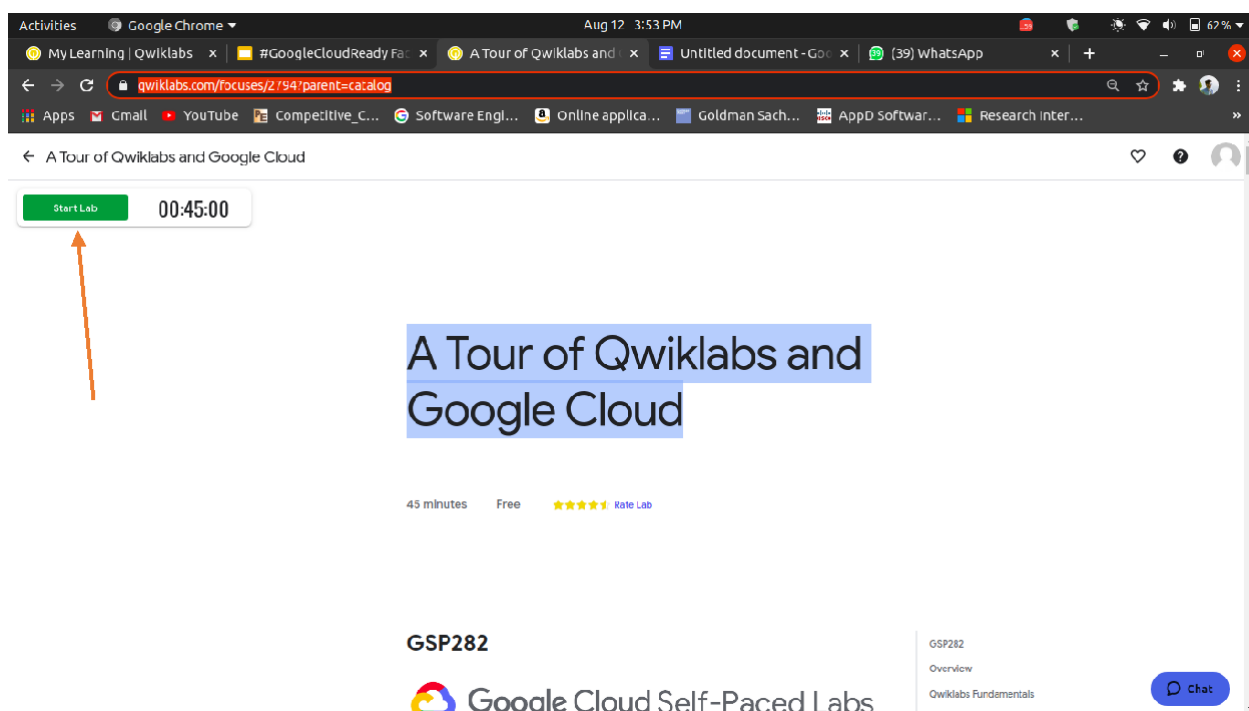 Activities Google Chrome Aug 12 3:53 PM 62 %
My Learning | Qwiklabs #GoogleCloudReady Fac A Tour of Qwiklabs and Untitled document - Goo (39) WhatsApp
qwiklabs.com/focuses/2794?parent=catalog
Apps Gmail YouTube Competitive_C... Software Engl... Online applica... Goldman Sach... AppD Softwar... Research Inter...
A Tour of Qwiklabs and Google Cloud
Start Lab 00:45:00
A Tour of Qwiklabs and
Google Cloud
45 minutes Free Rate Lab
GSP282
Google Cloud Self-Paced Labs
GSP282
Overview
Qwiklabs Fundamentals
Chat